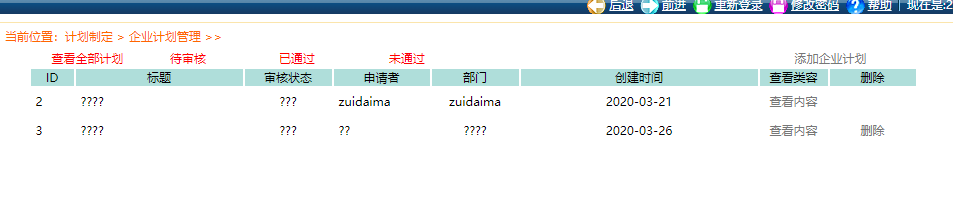 后退 前进 重新登录 修改密码 帮助 现在是:2
当前位置：计划制定 > 企业计划管理 > >
查看全部计划 待审核 已通过 未通过 添加企业计划
ID 标题 审核状态 申请者 部门 创建时间 查看类容 删除
2 ???? ??? zuidaima zuidaima 2020-03-21 查看内容
3 ???? ??? ?? ???? 2020-03-26 查看内容 删除